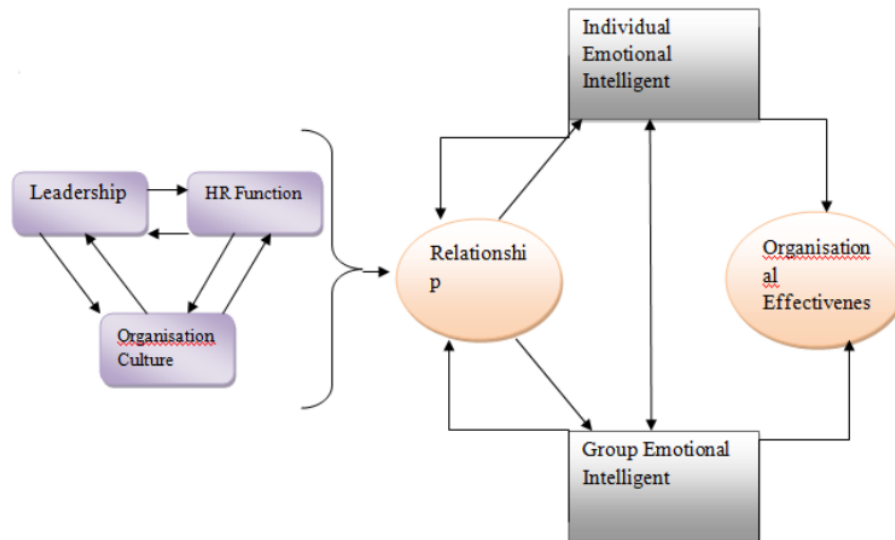 Individual
Emotional
Intelligent
Leadership
HR Function
Organisation
Culture
Relationshi
p
Organisation
al
Effectivenes
Group Emotional
Intelligent